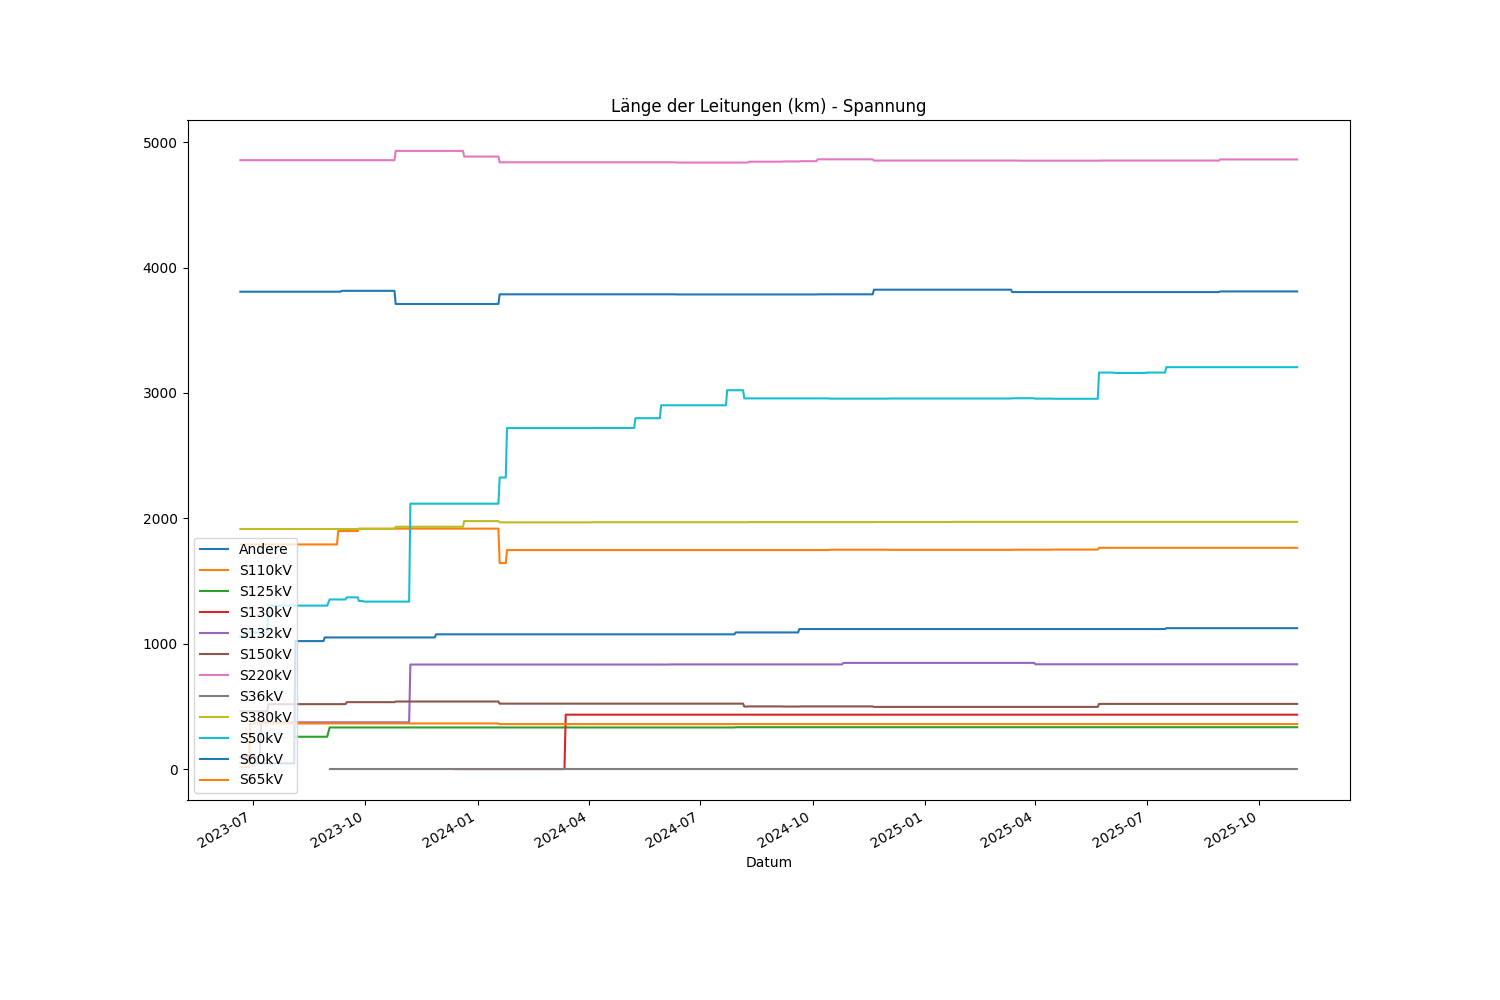 Länge der Leitungen (km) - Spannung
5000
4000
3000
2000
1000
0
Andere
S110kV
S125kV
S130kV
S132kV
S150kV
S220kV
S36kV
S380kV
S50kV
S60kV
S65kV
2023-07
2023-10
2024-01
2024-04
2024-07
2024-10
2025-01
2025-04
2025-07
2025-10
Datum